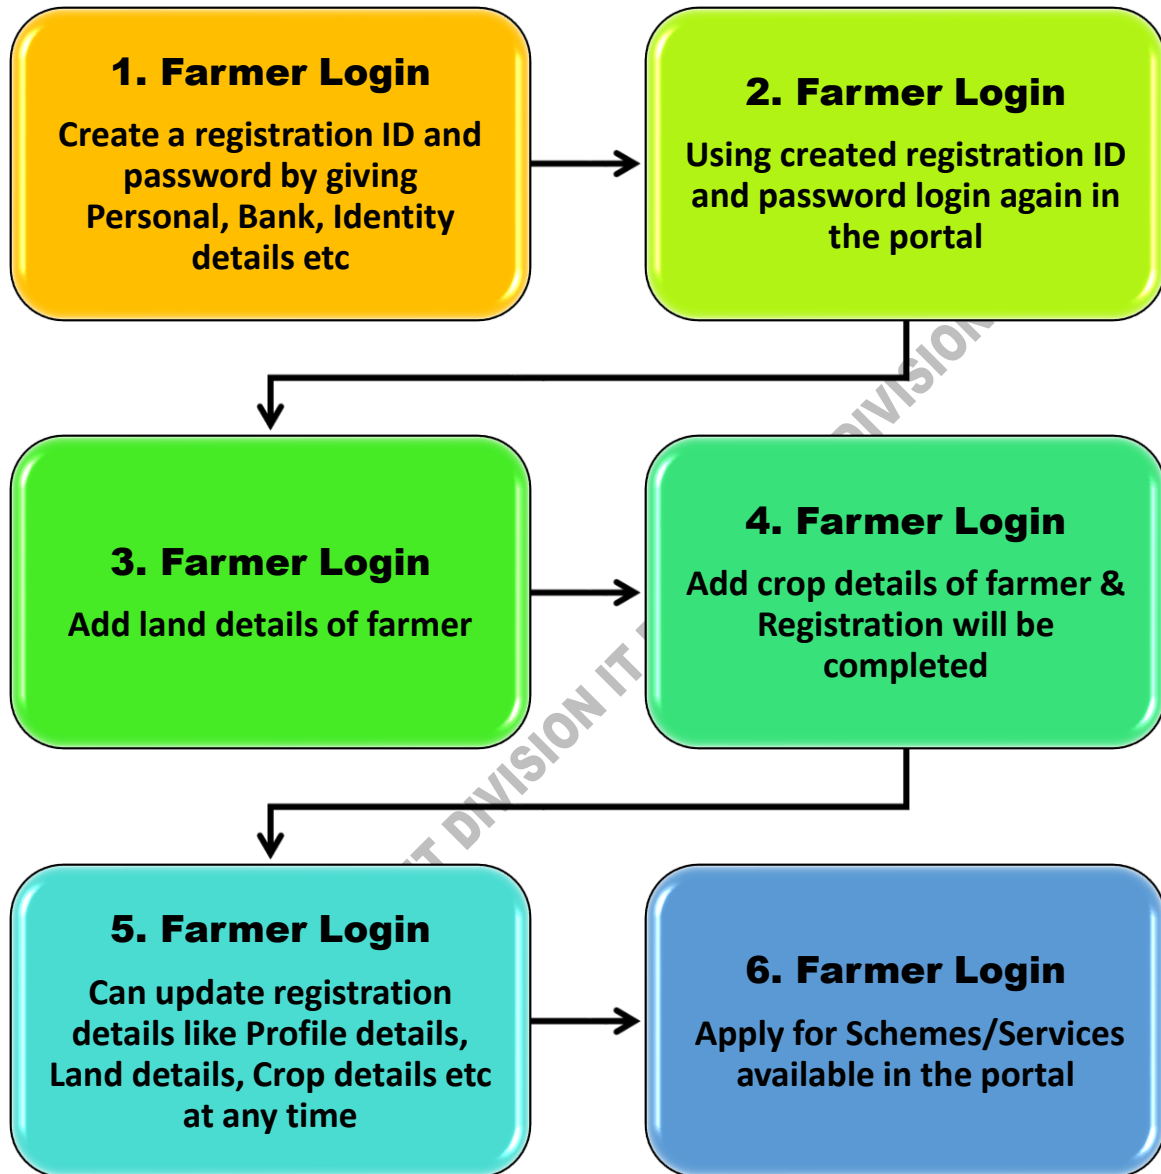 1. Farmer Login
Create a registration ID and
password by giving
Personal, Bank, Identity
details etc
2. Farmer Login
Using created registration ID
and password login again in
the portal
3. Farmer Login
Add land details of farmer
4. Farmer Login
Add crop details of farmer &
Registration will be
completed
5. Farmer Login
Can update registration
details like Profile details,
Land details, Crop details etc
at any time
6. Farmer Login
Apply for Schemes/Services
available in the portal
IT DIVISION IT DIVISION